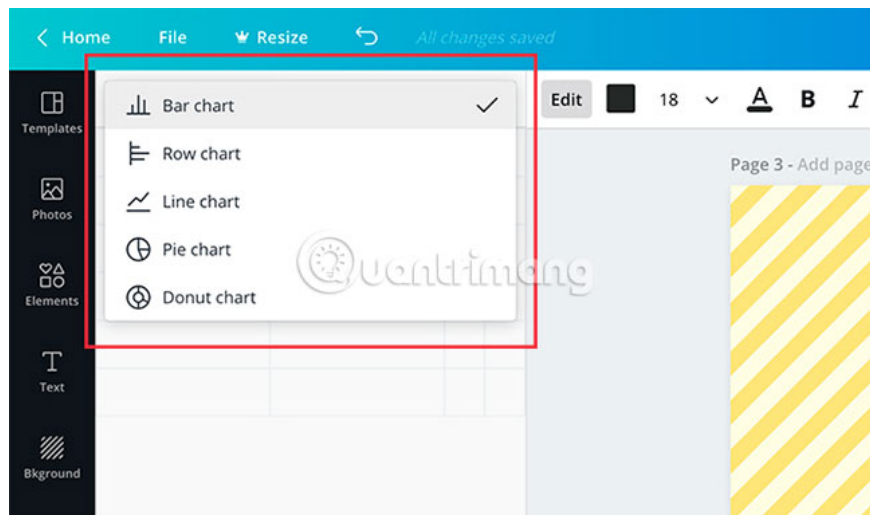 Home File Resize All changes saved
Templates
Photos
Elements
Text
Bkground
Bar chart
Row chart
Line chart
Pie chart
Donut chart
Edit 18 A B I
Page 3 - Add page
Quantrimang